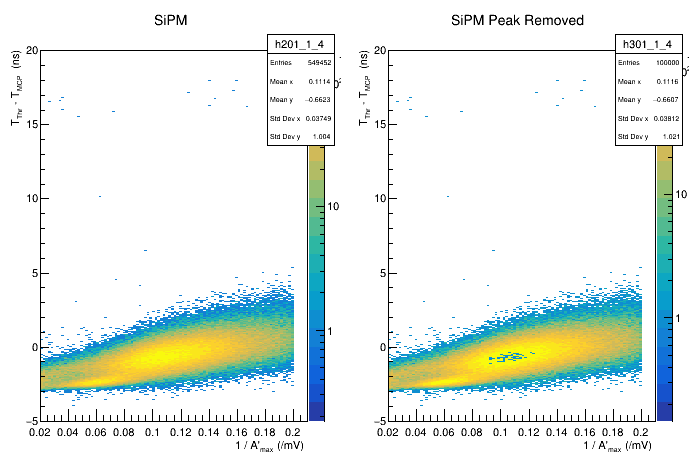 SiPM
SiPM Peak Removed
h201_1_4
Entries 549452
Mean x 0.1114
Mean y −0.6623
Std Dev x 0.03749
Std Dev y 1.004
h301_1_4
Entries 100000
Mean x 0.1116
Mean y −0.6607
Std Dev x 0.03812
Std Dev y 1.021
T_Thr - T_MCP (ns)
20
15
10
5
0
−5
0.02 0.04 0.06 0.08 0.1 0.12 0.14 0.16 0.18 0.2
1 / A'_max (/mV)
10
1
T_Thr - T_MCP (ns)
20
15
10
5
0
−5
0.02 0.04 0.06 0.08 0.1 0.12 0.14 0.16 0.18 0.2
1 / A'_max (/mV)
10
1